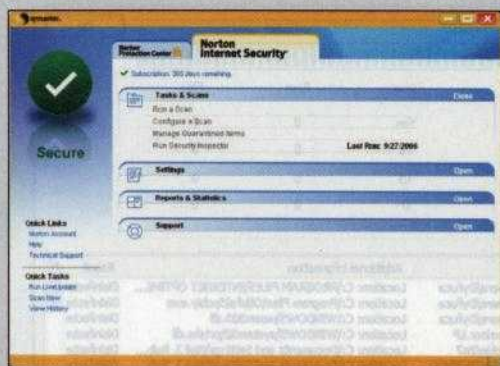 symantec.
Norton Protection Center
Norton Internet Security
Subscription: 365 days remaining.
Tasks & Scans
Close
Run a Scan
Configure a Scan
Manage Quarantined Items
Run Security Inspector
Last Run: 9/27/2006
Secure
Settings
Open
Reports & Statistics
Open
Support
Open
Quick Links
Norton Account
Help
Technical Support
Quick Tasks
Run LiveUpdate
Scan Now
View History